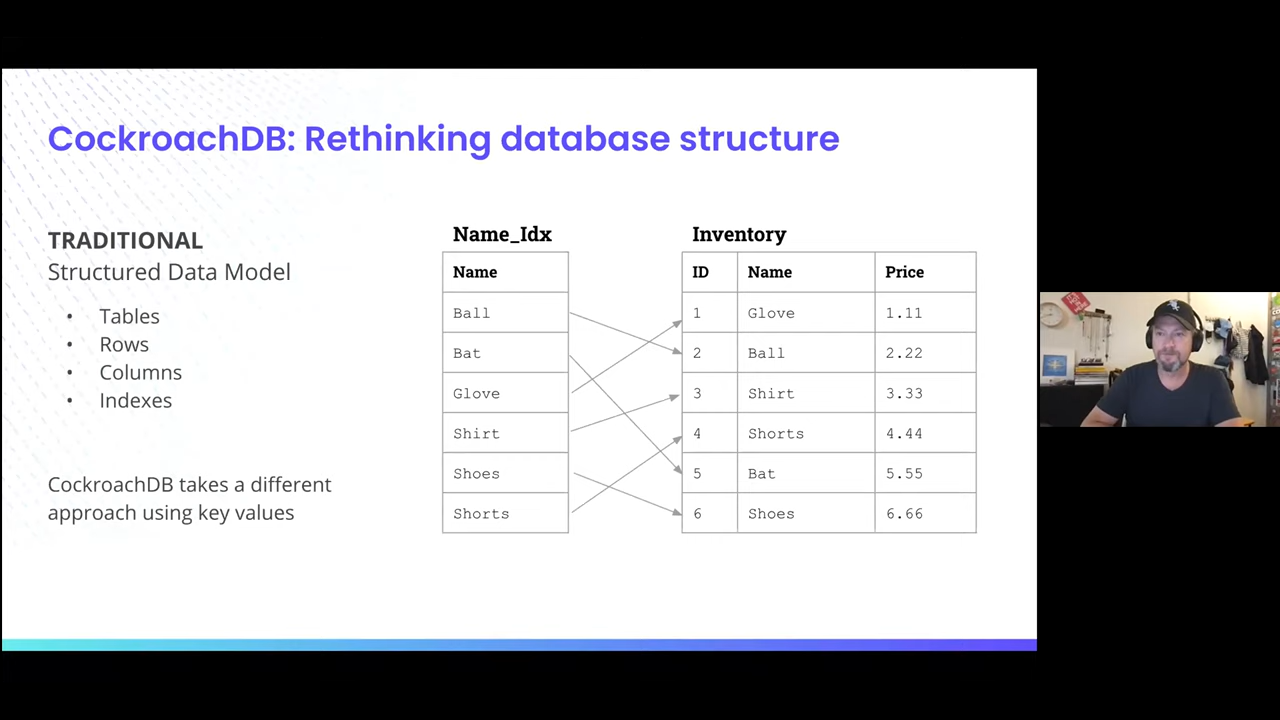 CockroachDB: Rethinking database structure
TRADITIONAL
Structured Data Model
• Tables
• Rows
• Columns
• Indexes
CockroachDB takes a different
approach using key values
Name_Idx
Name
Ball
Bat
Glove
Shirt
Shoes
Shorts
Inventory
ID Name Price
1 Glove 1.11
2 Ball 2.22
3 Shirt 3.33
4 Shorts 4.44
5 Bat 5.55
6 Shoes 6.66